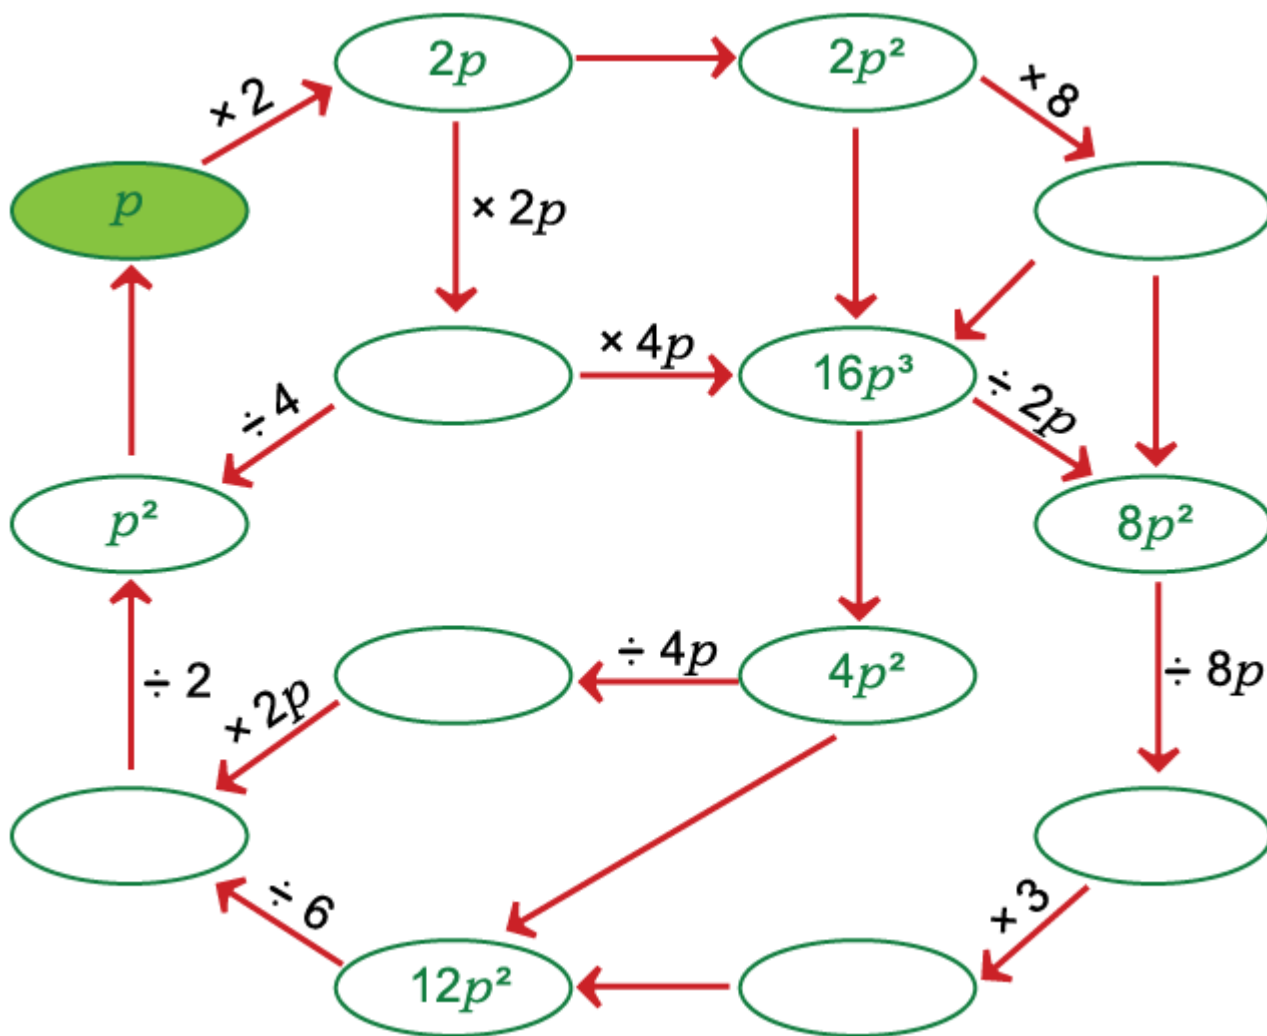 2p
2p²
× 2
× 8
p
× 2p
× 4p
16p³
÷ 2p
÷ 4
p²
8p²
÷ 4p
4p²
÷ 2
× 2p
÷ 8p
÷ 6
× 3
12p²